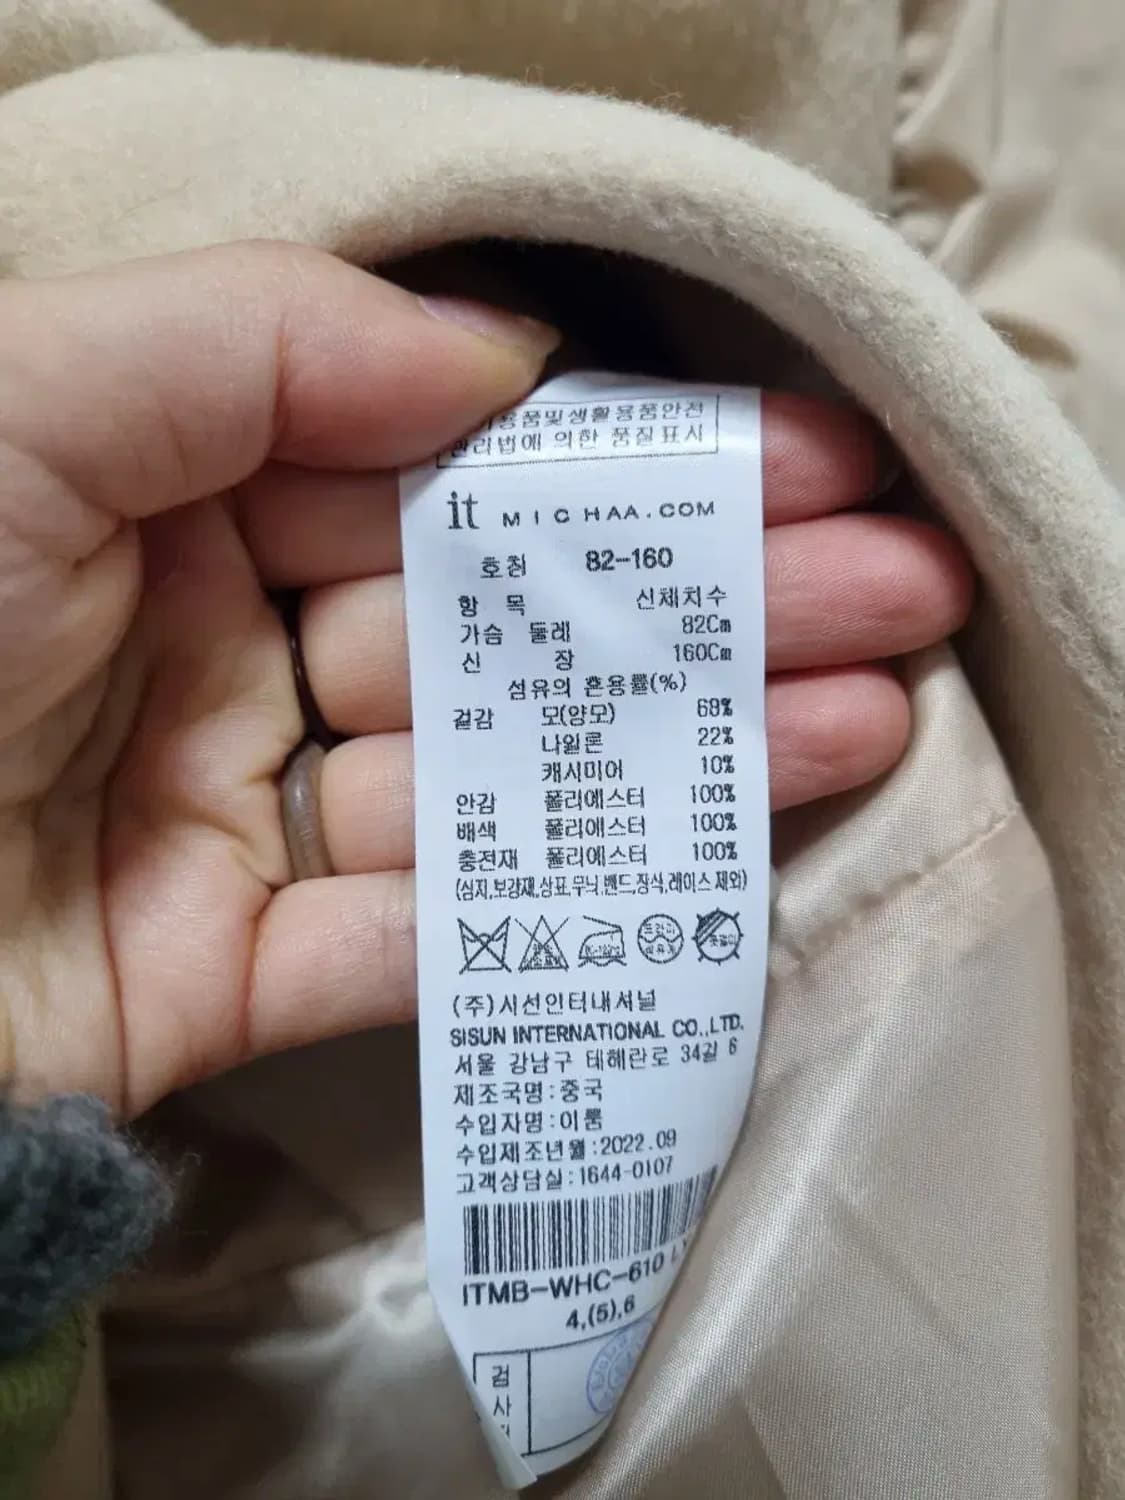 용품및생활용품안전
관리법에 의한 품질표시
it MICHAA.COM
호칭 82-160
항 목 신체치수
가슴 둘레 82Cm
신 장 160Cm
섬유의 혼용률(%)
겉감 모(양모) 68%
나일론 22%
캐시미어 10%
안감 폴리에스터 100%
배색 폴리에스터 100%
충전재 폴리에스터 100%
(심지,보강재,상표,무늬,밴드,장식,레이스 제외)
드라이
(주)시선인터내셔널
SISUN INTERNATIONAL CO.,LTD.
서울 강남구 테헤란로 34길 6
제조국명:중국
수입자명:이룸
수입제조년월:2022.09
고객상담실:1644-0107
ITMB-WHC-610
4,(5),6
검
사